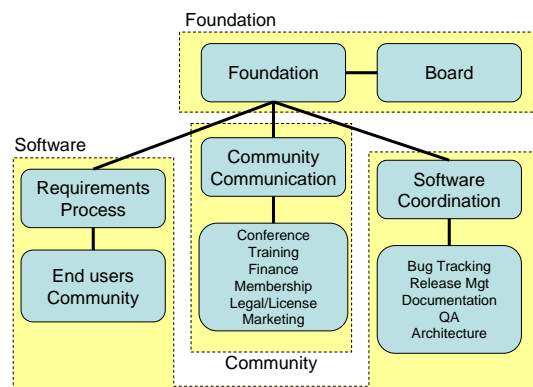 Foundation
Foundation
Board
Software
Requirements
Process
End users
Community
Community
Communication
Conference
Training
Finance
Membership
Legal/License
Marketing
Community
Software
Coordination
Bug Tracking
Release Mgt
Documentation
QA
Architecture